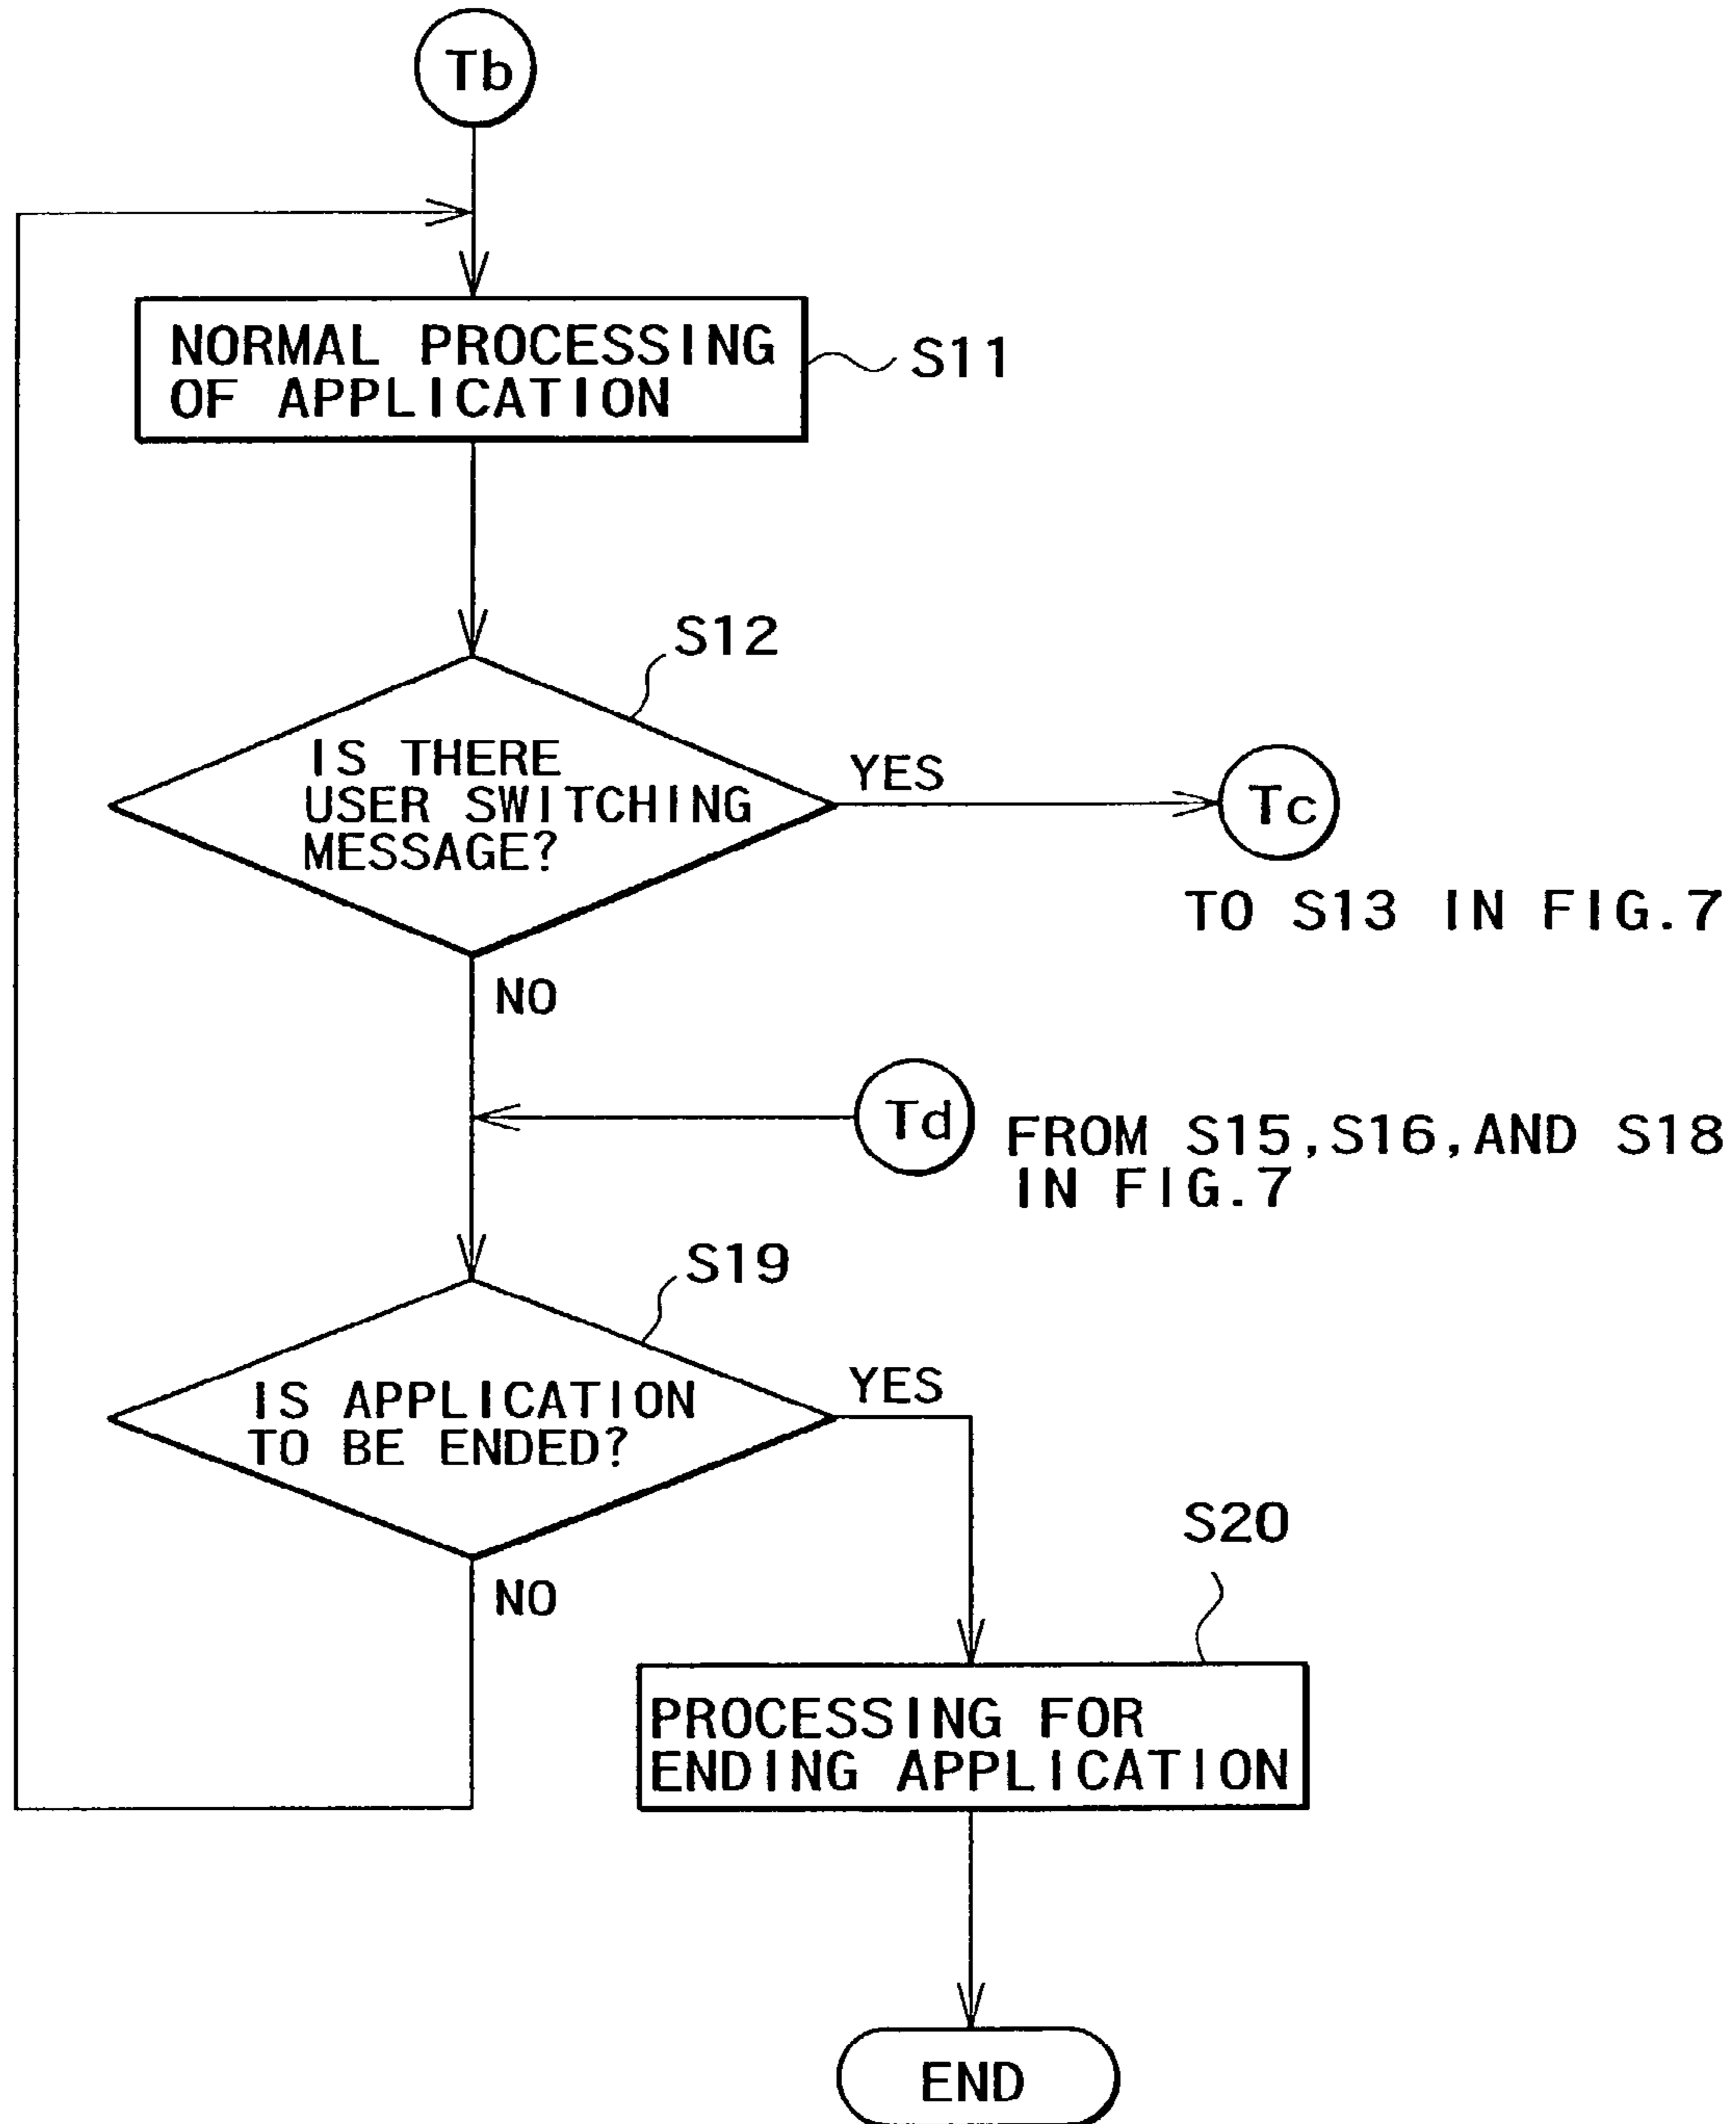 Tb
NORMAL PROCESSING
OF APPLICATION
S11
S12
IS THERE
USER SWITCHING
MESSAGE?
YES
Tc
TO S13 IN FIG.7
NO
Td
FROM S15,S16,AND S18
IN FIG.7
S19
IS APPLICATION
TO BE ENDED?
YES
NO
S20
PROCESSING FOR
ENDING APPLICATION
END